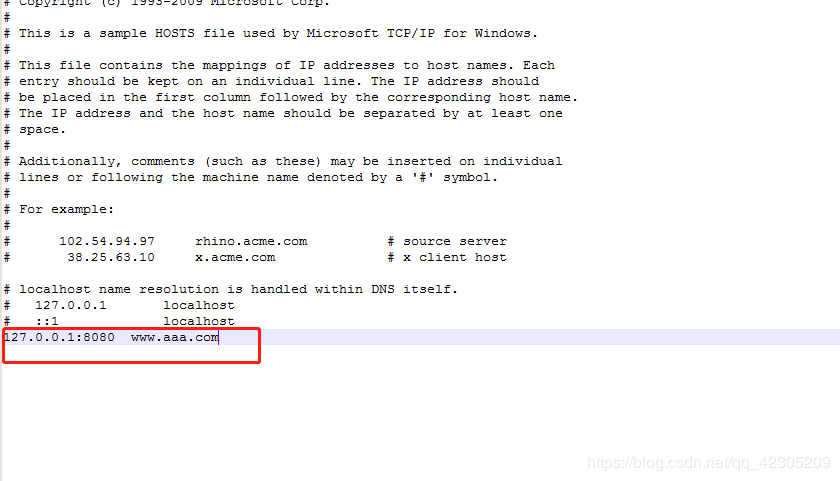 # Copyright (c) 1993-2009 Microsoft Corp.
#
# This is a sample HOSTS file used by Microsoft TCP/IP for Windows.
#
# This file contains the mappings of IP addresses to host names. Each
# entry should be kept on an individual line. The IP address should
# be placed in the first column followed by the corresponding host name.
# The IP address and the host name should be separated by at least one
# space.
#
# Additionally, comments (such as these) may be inserted on individual
# lines or following the machine name denoted by a '#' symbol.
#
# For example:
#
#      102.54.94.97     rhino.acme.com          # source server
#       38.25.63.10     x.acme.com              # x client host
# localhost name resolution is handled within DNS itself.
#   127.0.0.1       localhost
#   ::1             localhost
127.0.0.1:8080  www.aaa.com
https://blog.csdn.net/qq_42305209